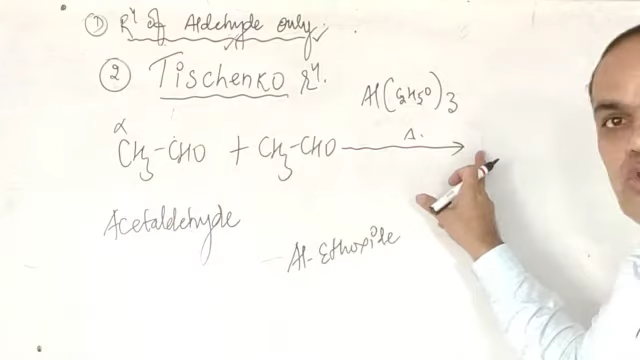 ① Rⁿ of Aldehyde only.
② Tischenko rⁿ.
Al(C₂H₅O)₃
α
CH₃-CHO + CH₃-CHO →
Δ.
Acetaldehyde
Al-Ethoxide